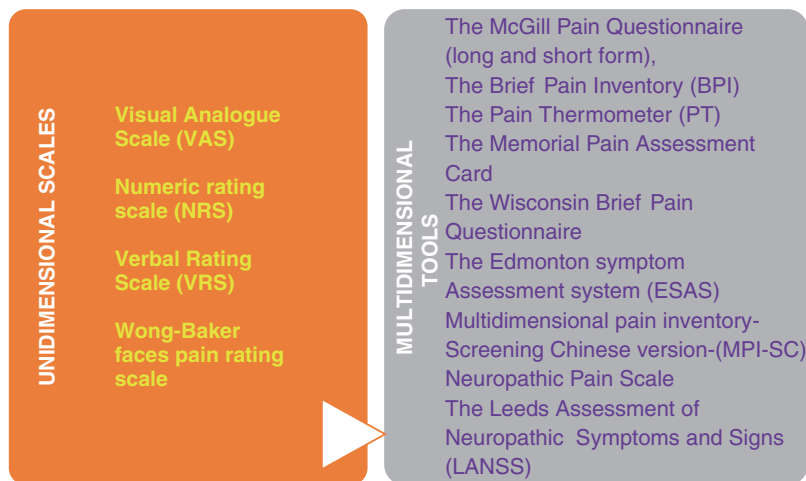 UNIDIMENSIONAL SCALES
Visual Analogue
Scale (VAS)
Numeric rating
scale (NRS)
Verbal Rating
Scale (VRS)
Wong-Baker
faces pain rating
scale
MULTIDIMENSIONAL
TOOLS
The McGill Pain Questionnaire
(long and short form),
The Brief Pain Inventory (BPI)
The Pain Thermometer (PT)
The Memorial Pain Assessment
Card
The Wisconsin Brief Pain
Questionnaire
The Edmonton symptom
Assessment system (ESAS)
Multidimensional pain inventory-
Screening Chinese version-(MPI-SC)
Neuropathic Pain Scale
The Leeds Assessment of
Neuropathic Symptoms and Signs
(LANSS)